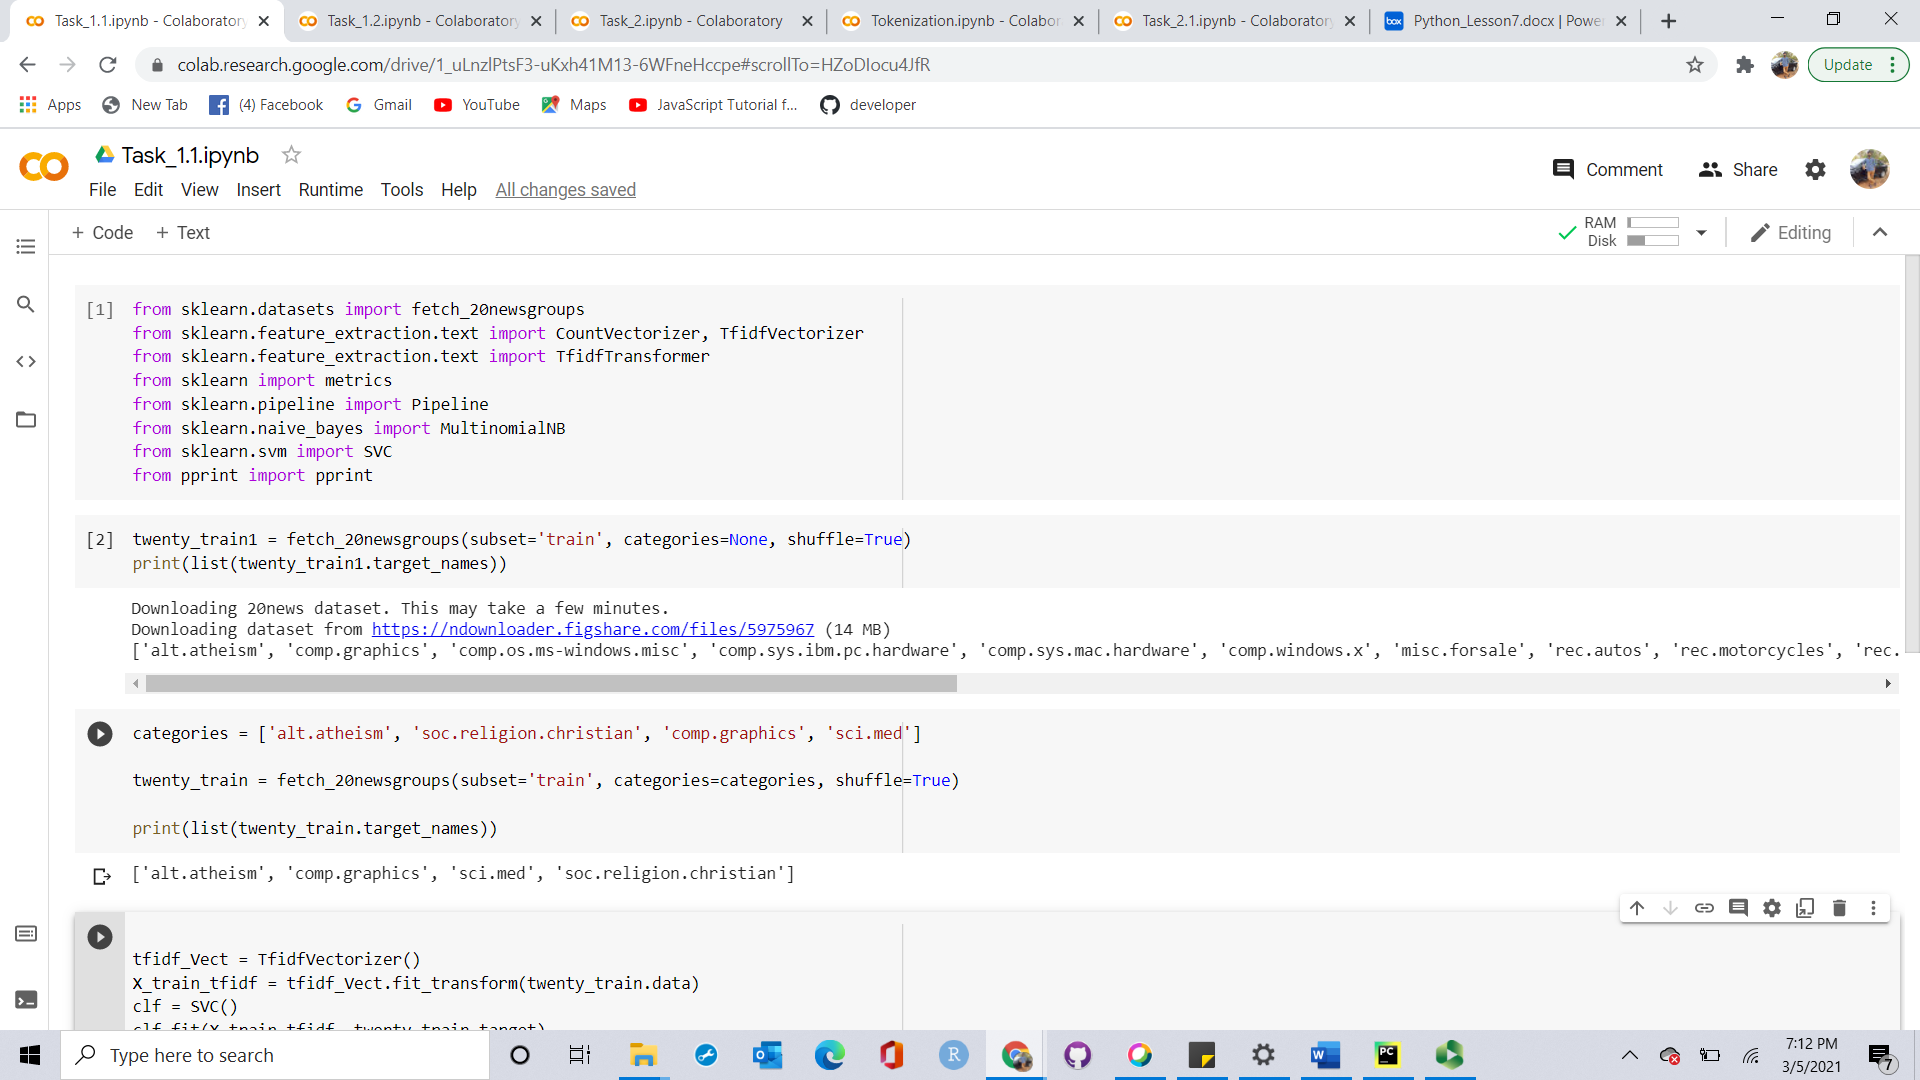 Task_1.1.ipynb - Colaboratory
Task_1.2.ipynb - Colaboratory
Task_2.ipynb - Colaboratory
Tokenization.ipynb - Colabor
Task_2.1.ipynb - Colaboratory
box Python_Lesson7.docx | Powe
colab.research.google.com/drive/1_uLnzlPtsF3-uKxh41M13-6WFneHccpe#scrollTo=HZoDIocu4JfR
Update
Apps
New Tab
(4) Facebook
Gmail
YouTube
Maps
JavaScript Tutorial f...
developer
Task_1.1.ipynb
Comment
Share
File Edit View Insert Runtime Tools Help All changes saved
+ Code + Text
RAM
Disk
Editing
[1] from sklearn.datasets import fetch_20newsgroups
from sklearn.feature_extraction.text import CountVectorizer, TfidfVectorizer
from sklearn.feature_extraction.text import TfidfTransformer
from sklearn import metrics
from sklearn.pipeline import Pipeline
from sklearn.naive_bayes import MultinomialNB
from sklearn.svm import SVC
from pprint import pprint
[2] twenty_train1 = fetch_20newsgroups(subset='train', categories=None, shuffle=True)
print(list(twenty_train1.target_names))
Downloading 20news dataset. This may take a few minutes.
Downloading dataset from https://ndownloader.figshare.com/files/5975967 (14 MB)
['alt.atheism', 'comp.graphics', 'comp.os.ms-windows.misc', 'comp.sys.ibm.pc.hardware', 'comp.sys.mac.hardware', 'comp.windows.x', 'misc.forsale', 'rec.autos', 'rec.motorcycles', 'rec.
categories = ['alt.atheism', 'soc.religion.christian', 'comp.graphics', 'sci.med']
twenty_train = fetch_20newsgroups(subset='train', categories=categories, shuffle=True)
print(list(twenty_train.target_names))
['alt.atheism', 'comp.graphics', 'sci.med', 'soc.religion.christian']
tfidf_Vect = TfidfVectorizer()
X_train_tfidf = tfidf_Vect.fit_transform(twenty_train.data)
clf = SVC()
clf.fit(X_train_tfidf, twenty_train.target)
Type here to search
R
W
PC
7:12 PM
3/5/2021
7